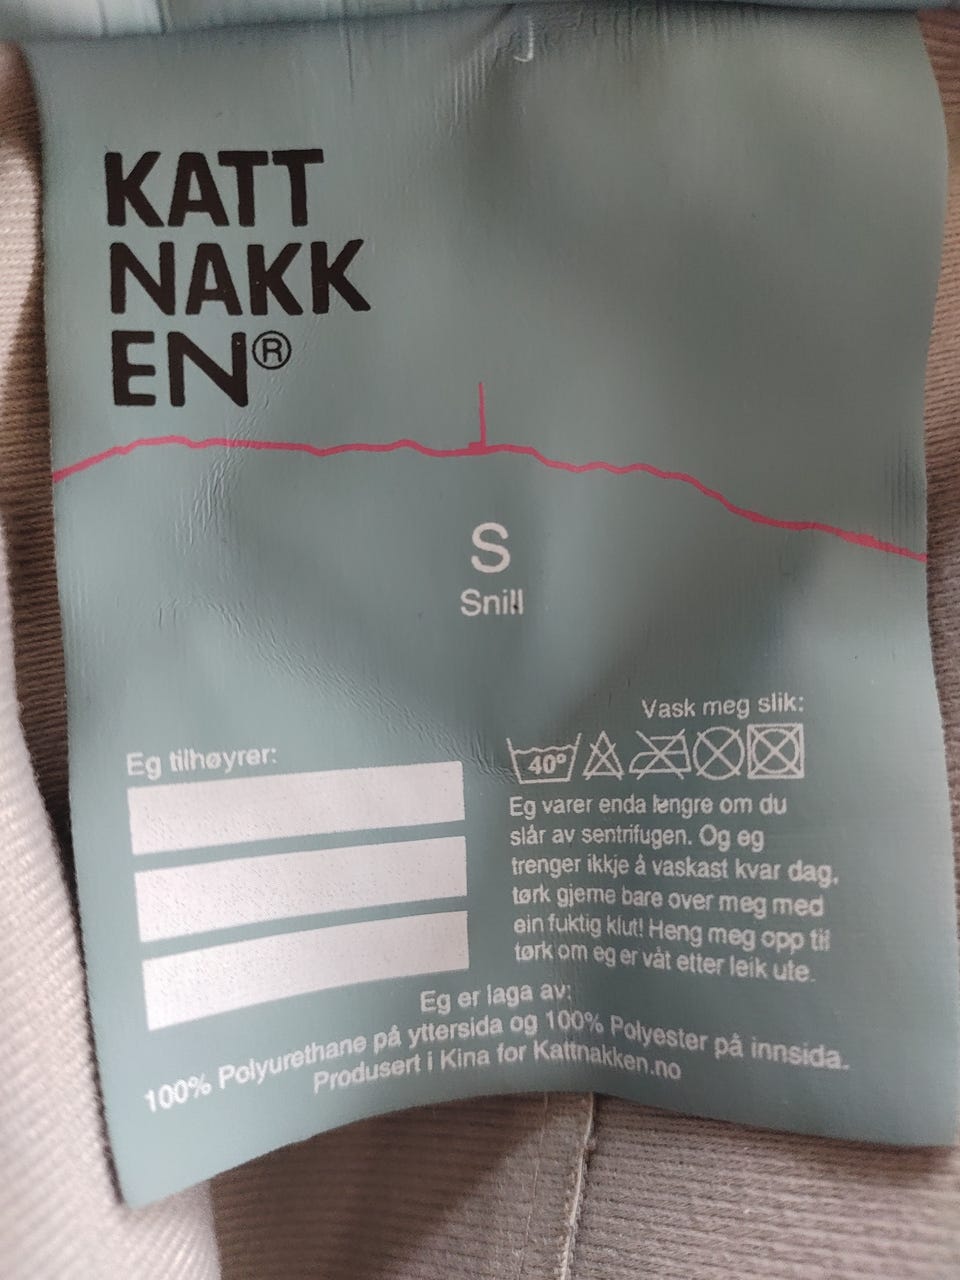 KATT
NAKK
EN®
S
Snill
Vask meg slik:
40°
Eg tilhøyrer:
Eg varer enda lengre om du
slår av sentrifugen. Og eg
trenger ikkje å vaskast kvar dag,
tørk gjerne bare over meg med
ein fuktig klut! Heng meg opp til
tørk om eg er våt etter leik ute.
Eg er laga av:
100% Polyurethane på yttersida og 100% Polyester på innsida.
Produsert i Kina for Kattnakken.no